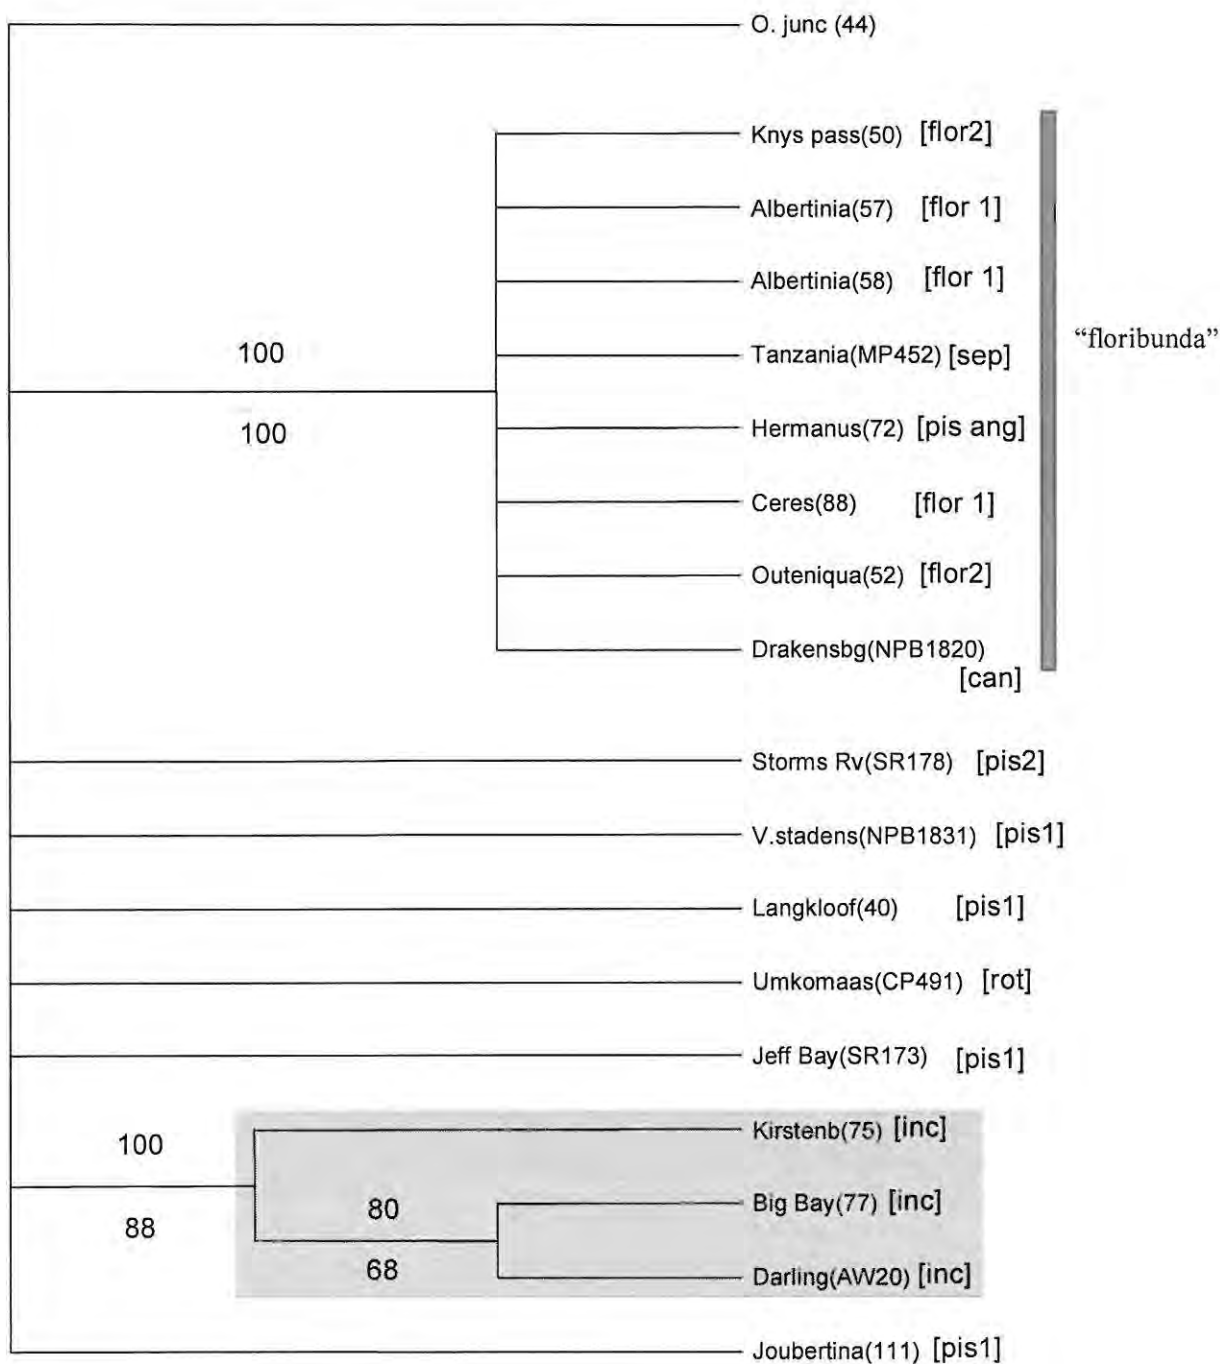 O. junc (44)
Knys pass(50) [flor2]
Albertinia(57) [flor 1]
Albertinia(58) [flor 1]
"floribunda"
100
Tanzania(MP452) [sep]
100
Hermanus(72) [pis ang]
Ceres(88) [flor 1]
Outeniqua(52) [flor2]
Drakensbg(NPB1820)
[can]
Storms Rv(SR178) [pis2]
V.stadens(NPB1831) [pis1]
Langkloof(40) [pis1]
Umkomaas(CP491) [rot]
Jeff Bay(SR173) [pis1]
100
Kirstenb(75) [inc]
88
80
Big Bay(77) [inc]
68
Darling(AW20) [inc]
Joubertina(111) [pis1]